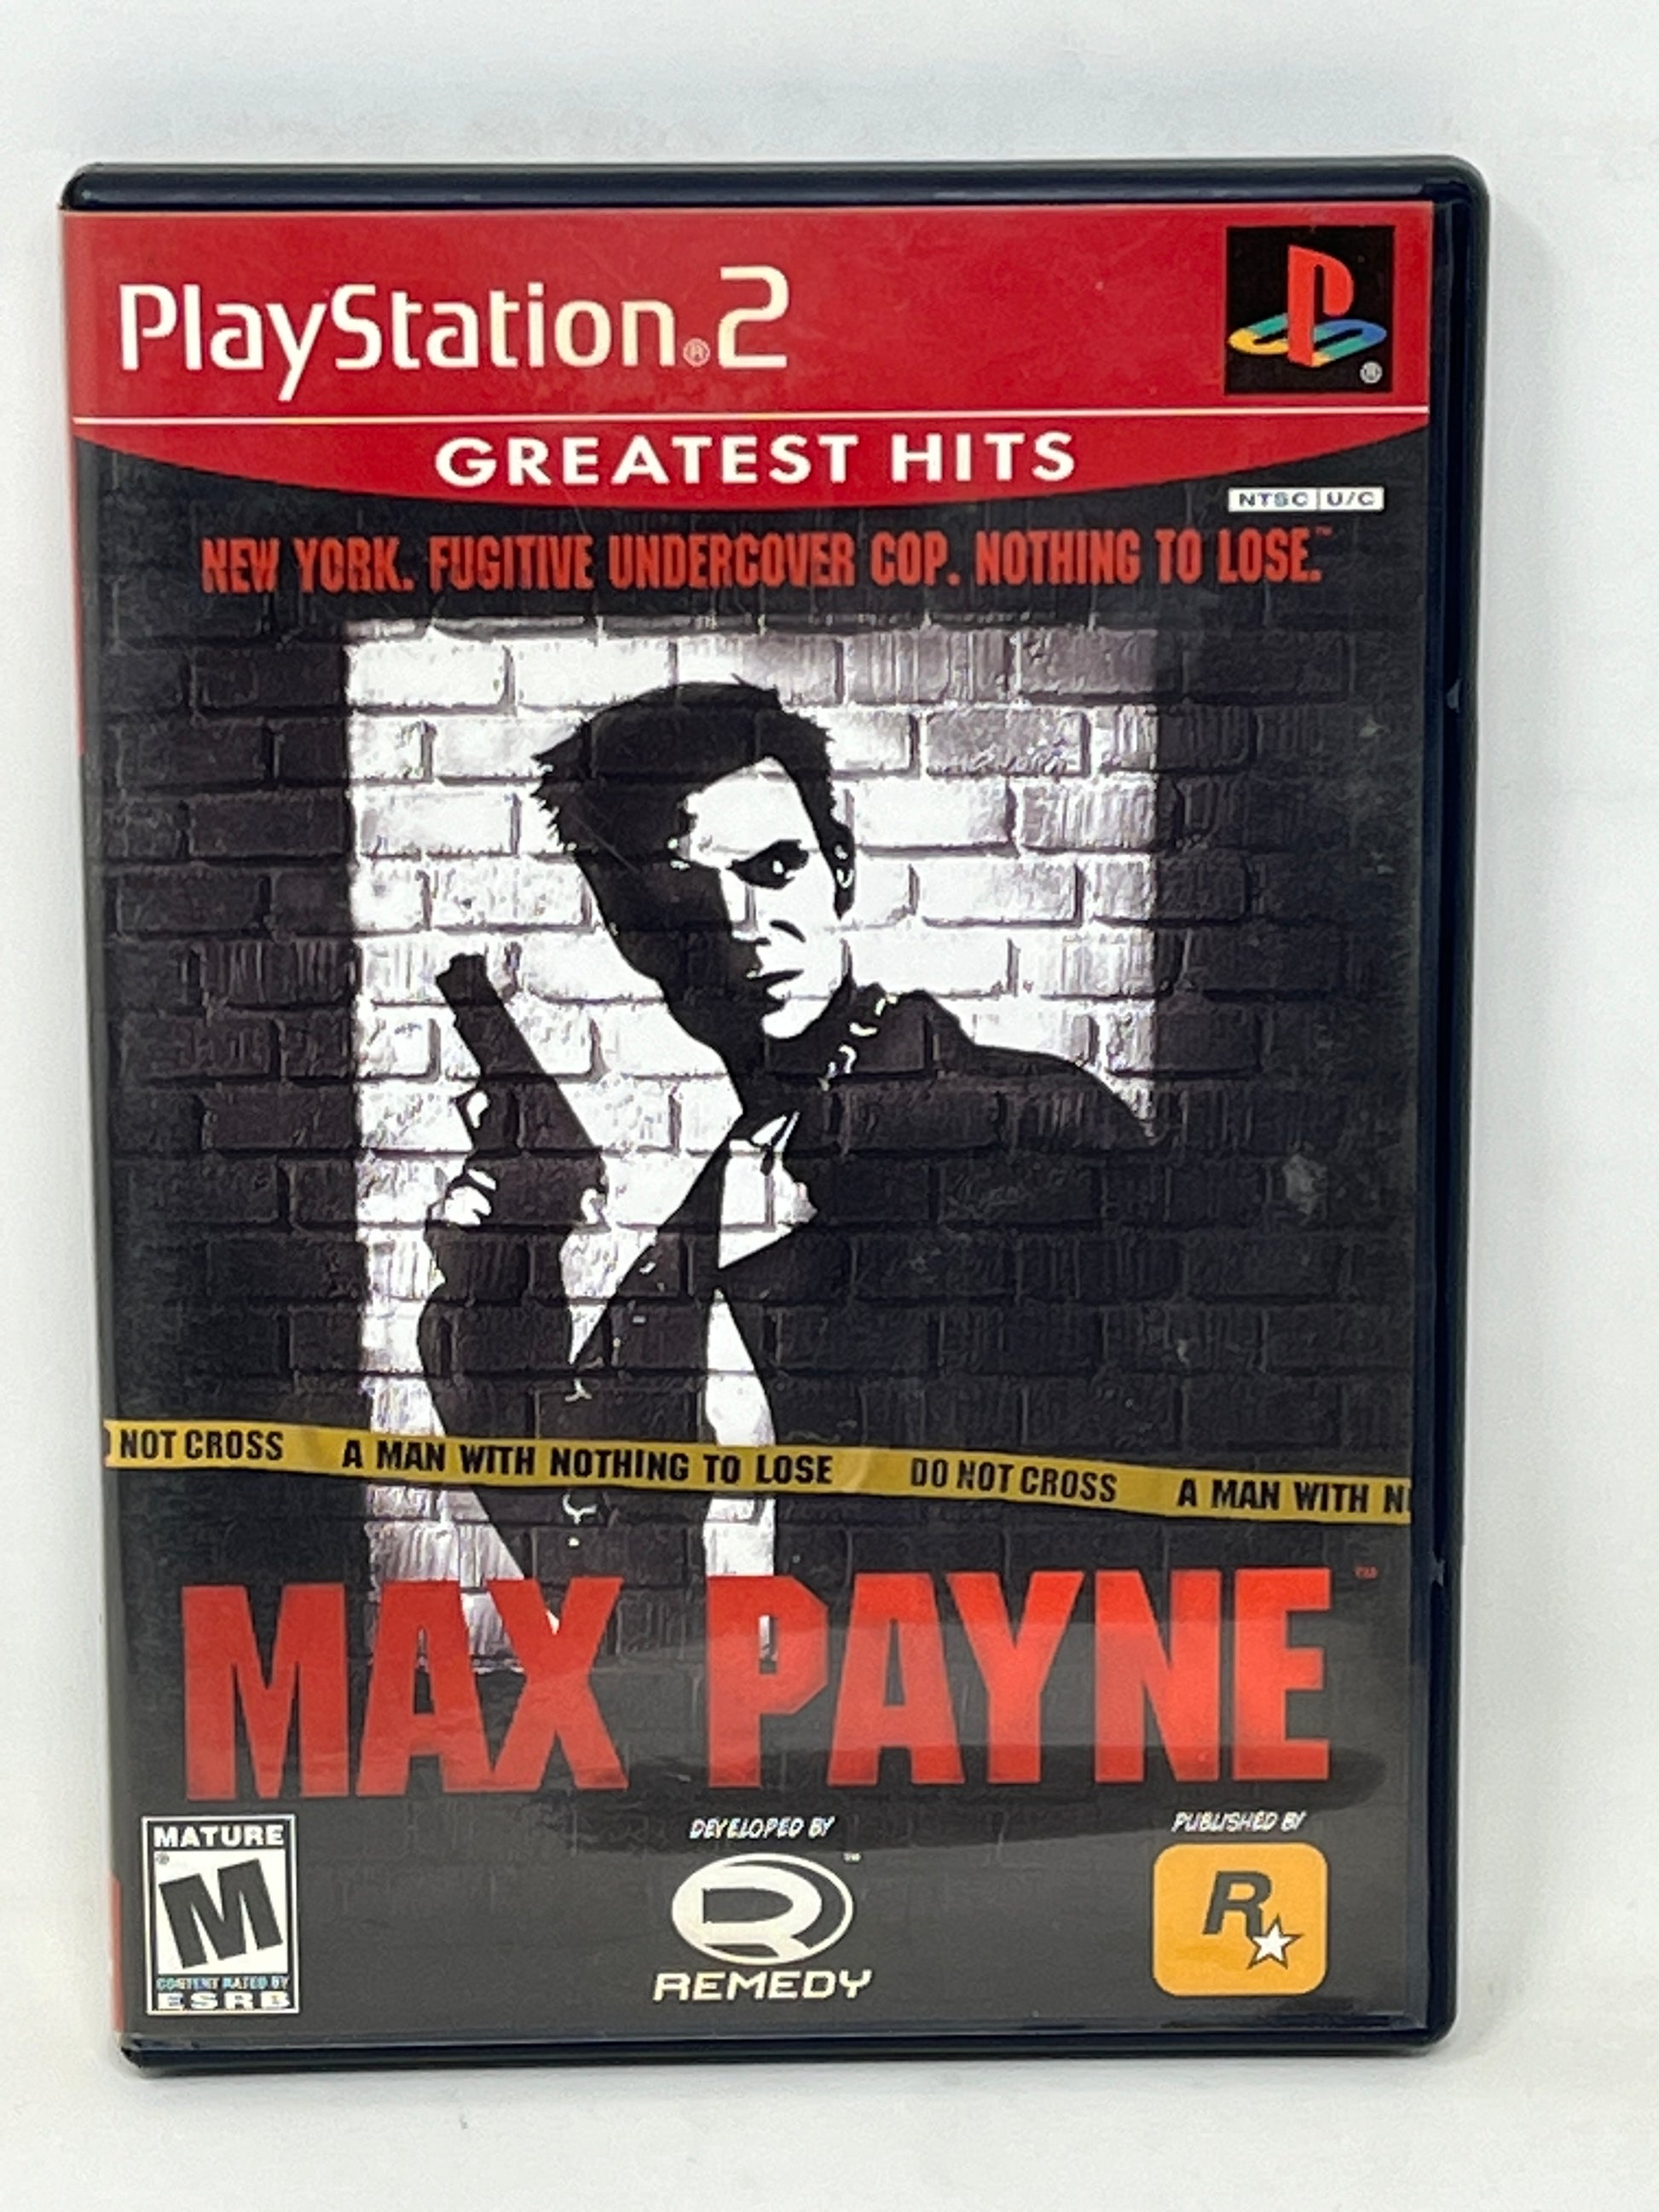 PlayStation®2
GREATEST HITS
NTSC U/C
NEW YORK. FUGITIVE UNDERCOVER COP. NOTHING TO LOSE.™
NOT CROSS A MAN WITH NOTHING TO LOSE DO NOT CROSS A MAN WITH N
MAX PAYNE™
MATURE
M
CONTENT RATED BY
ESRB
DEVELOPED BY
REMEDY
PUBLISHED BY
R